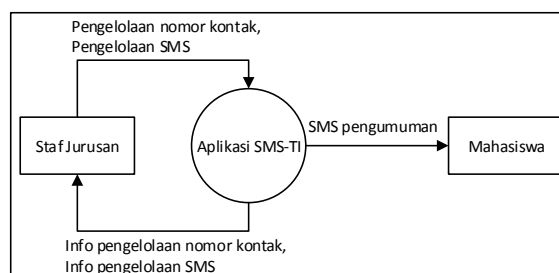 Pengelolaan nomor kontak,
Pengelolaan SMS
Staf Jurusan
Aplikasi SMS-TI
SMS pengumuman
Mahasiswa
Info pengelolaan nomor kontak,
Info pengelolaan SMS